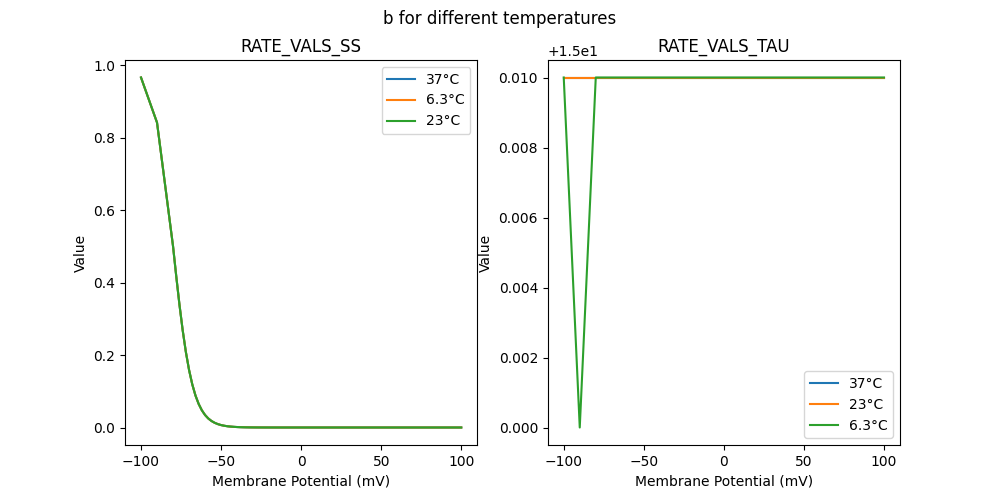 b for different temperatures
RATE_VALS_SS
1.0
0.8
0.6
0.4
0.2
0.0
Value
−100
−50
0
50
100
Membrane Potential (mV)
37°C
6.3°C
23°C
RATE_VALS_TAU
+1.5e1
0.010
0.008
0.006
0.004
0.002
0.000
Value
−100
−50
0
50
100
Membrane Potential (mV)
37°C
23°C
6.3°C